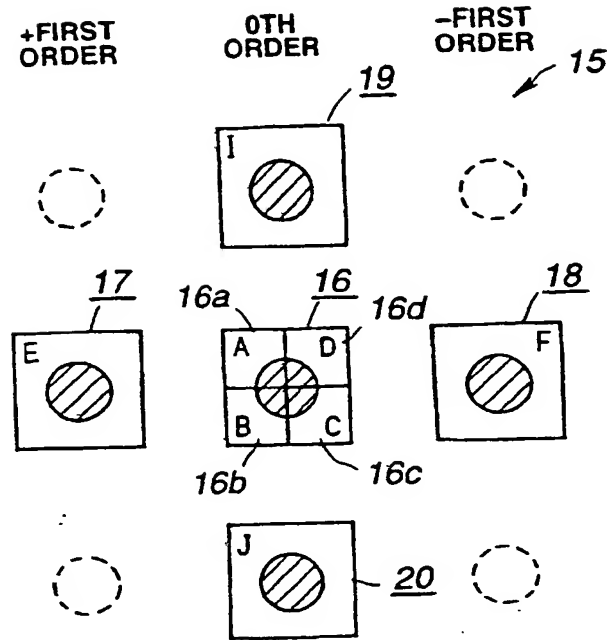 +FIRST ORDER
0TH ORDER
–FIRST ORDER
15
19
I
17
16a
16
16d
18
E
A
D
F
B
C
16b
16c
J
20